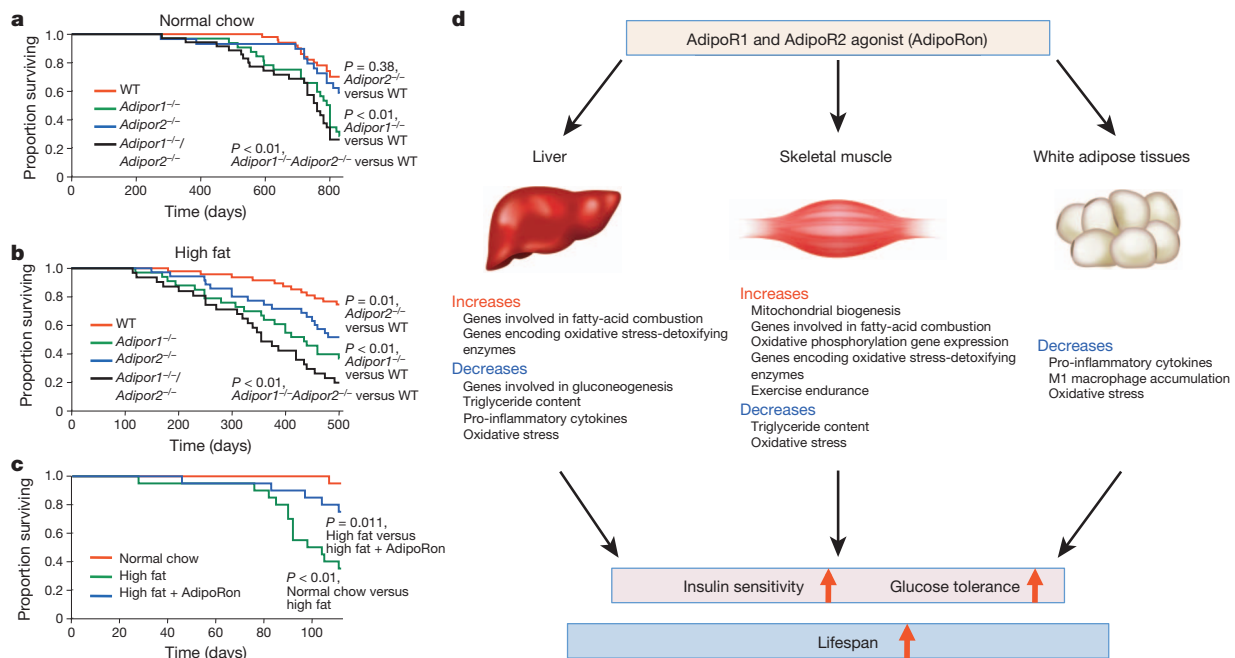 a
Normal chow
Proportion surviving
1.0
0.8
0.6
0.4
0.2
0
200
400
600
800
Time (days)
WT
Adipor1–/–
Adipor2–/–
Adipor1–/–/
Adipor2–/–
P = 0.38,
Adipor2–/–
versus WT
P < 0.01,
Adipor1–/–
versus WT
P < 0.01,
Adipor1–/–Adipor2–/– versus WT
b
High fat
Proportion surviving
1.0
0.8
0.6
0.4
0.2
0
100
200
300
400
500
Time (days)
WT
Adipor1–/–
Adipor2–/–
Adipor1–/–/
Adipor2–/–
P = 0.01,
Adipor2–/–
versus WT
P < 0.01,
Adipor1–/–
versus WT
P < 0.01,
Adipor1–/–Adipor2–/– versus WT
c
Proportion surviving
1.0
0.8
0.6
0.4
0.2
0
0
20
40
60
80
100
Time (days)
Normal chow
High fat
High fat + AdipoRon
P = 0.011,
High fat versus
high fat + AdipoRon
P < 0.01,
Normal chow versus
high fat
d
AdipoR1 and AdipoR2 agonist (AdipoRon)
Liver
Skeletal muscle
White adipose tissues
Increases
Genes involved in fatty-acid combustion
Genes encoding oxidative stress-detoxifying
enzymes
Decreases
Genes involved in gluconeogenesis
Triglyceride content
Pro-inflammatory cytokines
Oxidative stress
Increases
Mitochondrial biogenesis
Genes involved in fatty-acid combustion
Oxidative phosphorylation gene expression
Genes encoding oxidative stress-detoxifying
enzymes
Exercise endurance
Decreases
Triglyceride content
Oxidative stress
Decreases
Pro-inflammatory cytokines
M1 macrophage accumulation
Oxidative stress
Insulin sensitivity
Glucose tolerance
Lifespan